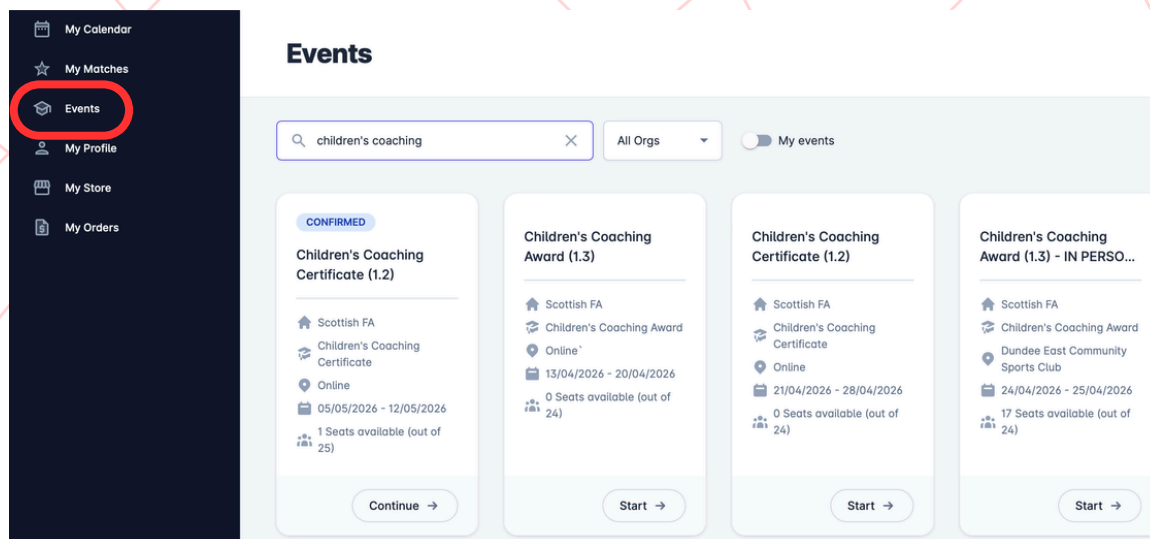 My Calendar
My Matches
Events
My Profile
My Store
My Orders
Events
children's coaching
All Orgs
My events
CONFIRMED
Children's Coaching
Certificate (1.2)
Scottish FA
Children's Coaching
Certificate
Online
05/05/2026 - 12/05/2026
1 Seats available (out of
25)
Continue →
Children's Coaching
Award (1.3)
Scottish FA
Children's Coaching Award
Online`
13/04/2026 - 20/04/2026
0 Seats available (out of
24)
Start →
Children's Coaching
Certificate (1.2)
Scottish FA
Children's Coaching
Certificate
Online
21/04/2026 - 28/04/2026
0 Seats available (out of
24)
Start →
Children's Coaching
Award (1.3) - IN PERSO...
Scottish FA
Children's Coaching Award
Dundee East Community
Sports Club
24/04/2026 - 25/04/2026
17 Seats available (out of
24)
Start →